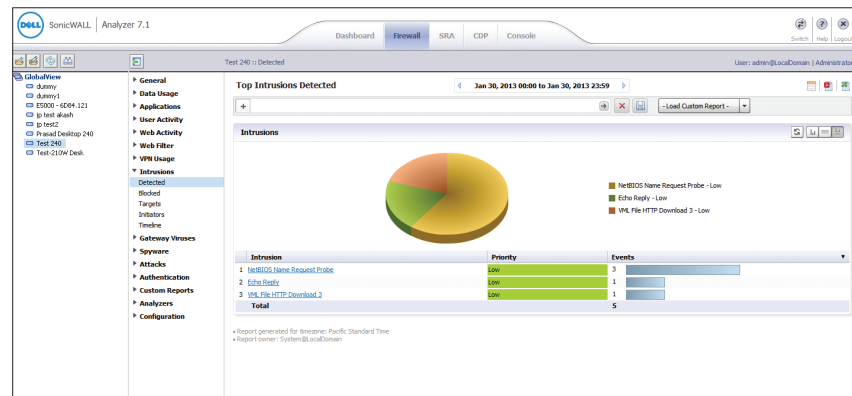 DELL SonicWALL Analyzer 7.1
Dashboard Firewall SRA CDP Console
Switch Help Logout
Test 240 :: Detected
User: admin@LocalDomain | Administrator
GlobalView
dummy
dummy1
E5000 - 6D84.121
jp test akash
jp test2
Prasad Desktop 240
Test 240
Test-210W Desk
General
Data Usage
Applications
User Activity
Web Activity
Web Filter
VPN Usage
Intrusions
Detected
Blocked
Targets
Initiators
Timeline
Gateway Viruses
Spyware
Attacks
Authentication
Custom Reports
Analyzers
Configuration
Top Intrusions Detected
Jan 30, 2013 00:00 to Jan 30, 2013 23:59
- Load Custom Report -
Intrusions
NetBIOS Name Request Probe - Low
Echo Reply - Low
VML File HTTP Download 3 - Low
Intrusion Priority Events
1 NetBIOS Name Request Probe Low 3
2 Echo Reply Low 1
3 VML File HTTP Download 3 Low 1
Total 5
• Report generated for timezone: Pacific Standard Time
• Report owner: System@LocalDomain